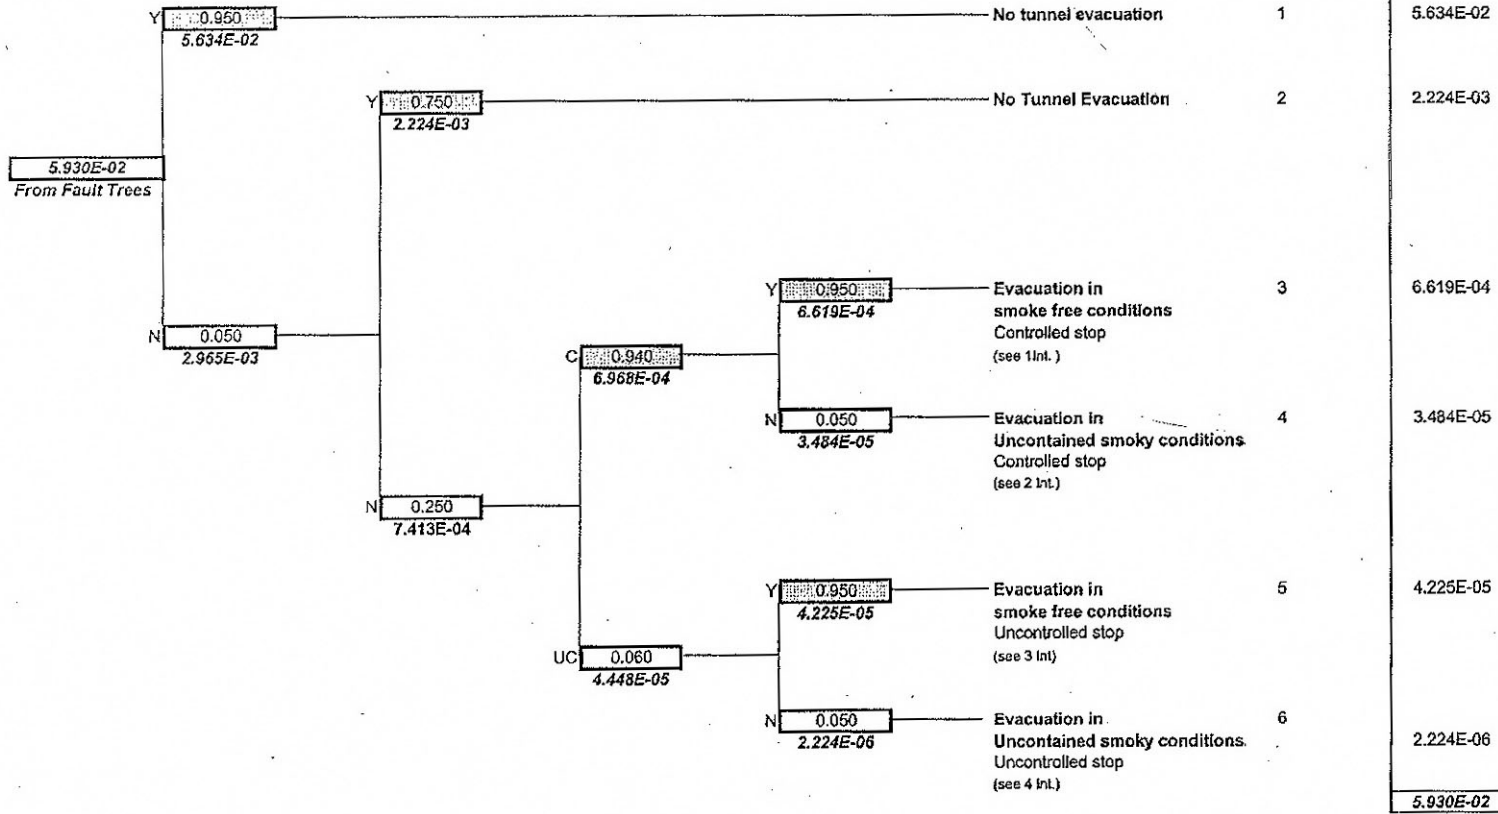 Y 0.950 No tunnel evacuation 1 5.634E-02
5.634E-02
Y 0.750 No Tunnel Evacuation 2 2.224E-03
2.224E-03
5.930E-02
From Fault Trees
Y 0.950 Evacuation in 3 6.619E-04
6.619E-04 smoke free conditions
Controlled stop
(see 1Int. )
N 0.050
2.965E-03
C 0.940
6.968E-04
N 0.050 Evacuation in 4 3.484E-05
3.484E-05 Uncontained smoky conditions
Controlled stop
(see 2 Int.)
N 0.250
7.413E-04
Y 0.950 Evacuation in 5 4.225E-05
4.225E-05 smoke free conditions
Uncontrolled stop
(see 3 Int)
UC 0.060
4.448E-05
N 0.050 Evacuation in 6
2.224E-06 Uncontained smoky conditions 2.224E-06
Uncontrolled stop
(see 4 Int.)
5.930E-02